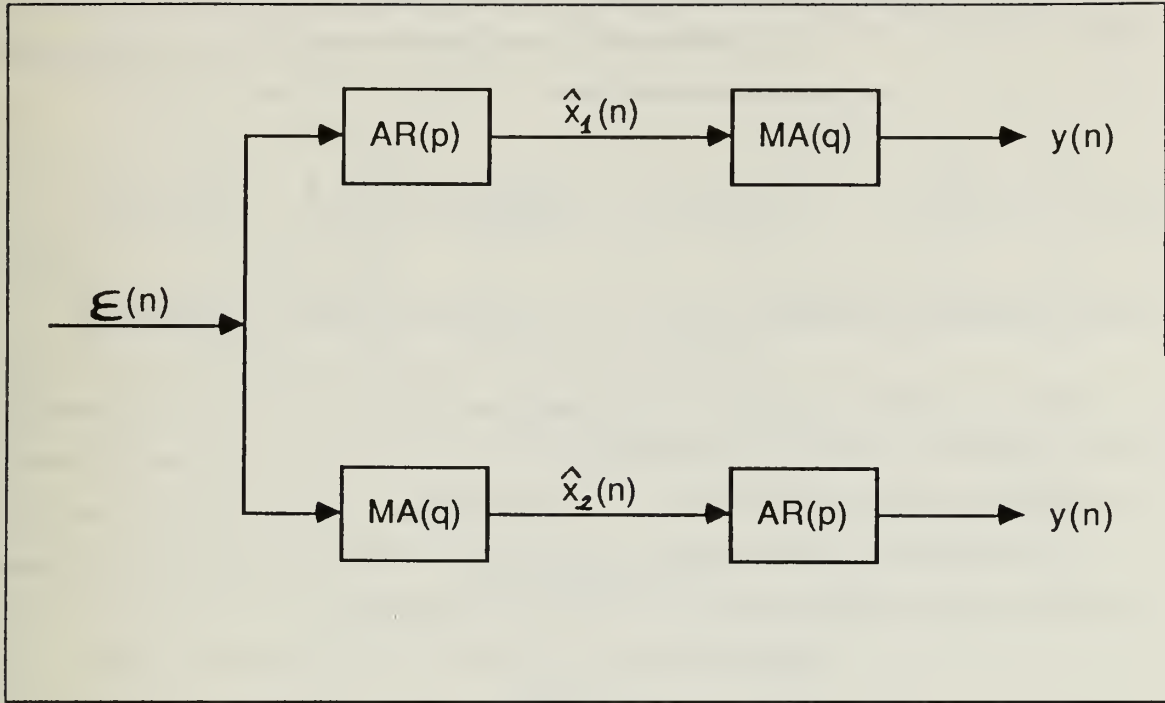 AR(p) x̂₁(n) MA(q) y(n)
ε(n)
MA(q) x̂₂(n) AR(p) y(n)